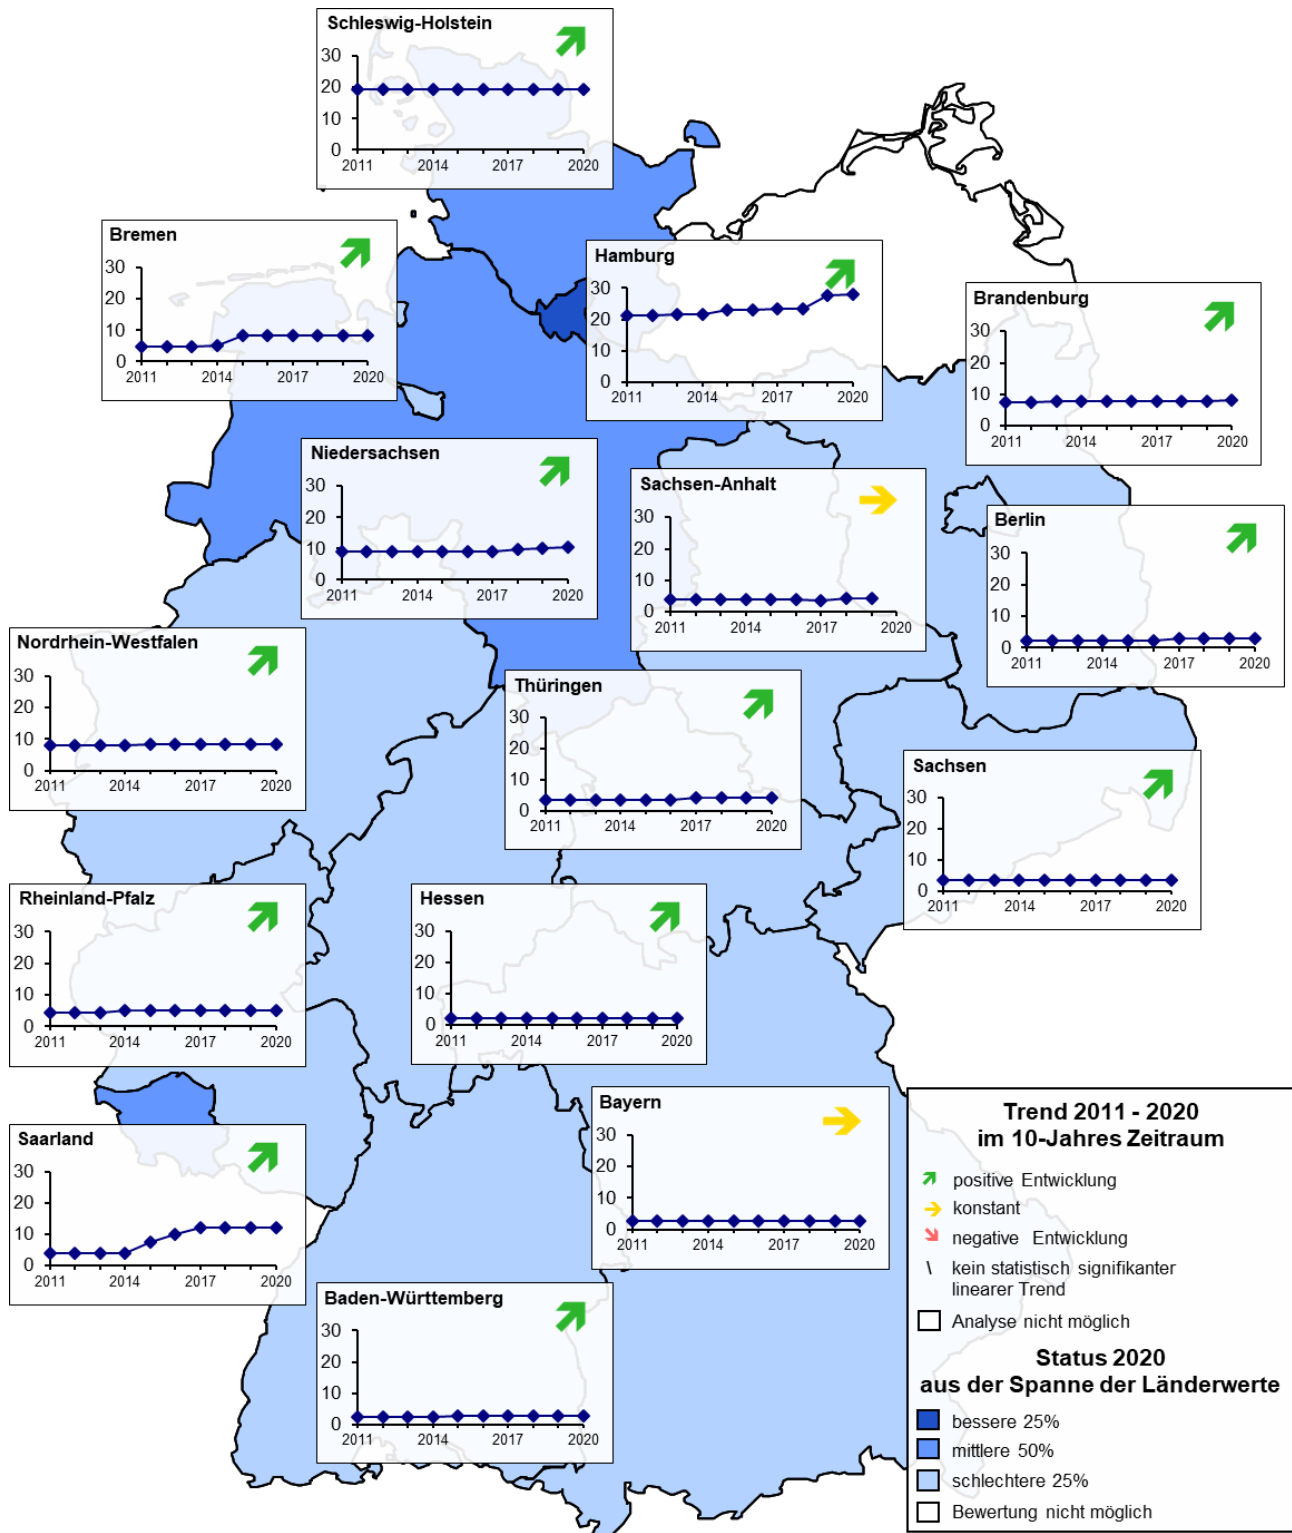 Schleswig-Holstein
30
20
10
0
2011 2014 2017 2020
Bremen
30
20
10
0
2011 2014 2017 2020
Hamburg
30
20
10
0
2011 2014 2017 2020
Brandenburg
30
20
10
0
2011 2014 2017 2020
Niedersachsen
30
20
10
0
2011 2014 2017 2020
Sachsen-Anhalt
30
20
10
0
2011 2014 2017 2020
Berlin
30
20
10
0
2011 2014 2017 2020
Nordrhein-Westfalen
30
20
10
0
2011 2014 2017 2020
Thüringen
30
20
10
0
2011 2014 2017 2020
Sachsen
30
20
10
0
2011 2014 2017 2020
Rheinland-Pfalz
30
20
10
0
2011 2014 2017 2020
Hessen
30
20
10
0
2011 2014 2017 2020
Bayern
30
20
10
0
2011 2014 2017 2020
Saarland
30
20
10
0
2011 2014 2017 2020
Baden-Württemberg
30
20
10
0
2011 2014 2017 2020
Trend 2011 - 2020
im 10-Jahres Zeitraum
positive Entwicklung
konstant
negative Entwicklung
\ kein statistisch signifikanter
linearer Trend
Analyse nicht möglich
Status 2020
aus der Spanne der Länderwerte
bessere 25%
mittlere 50%
schlechtere 25%
Bewertung nicht möglich